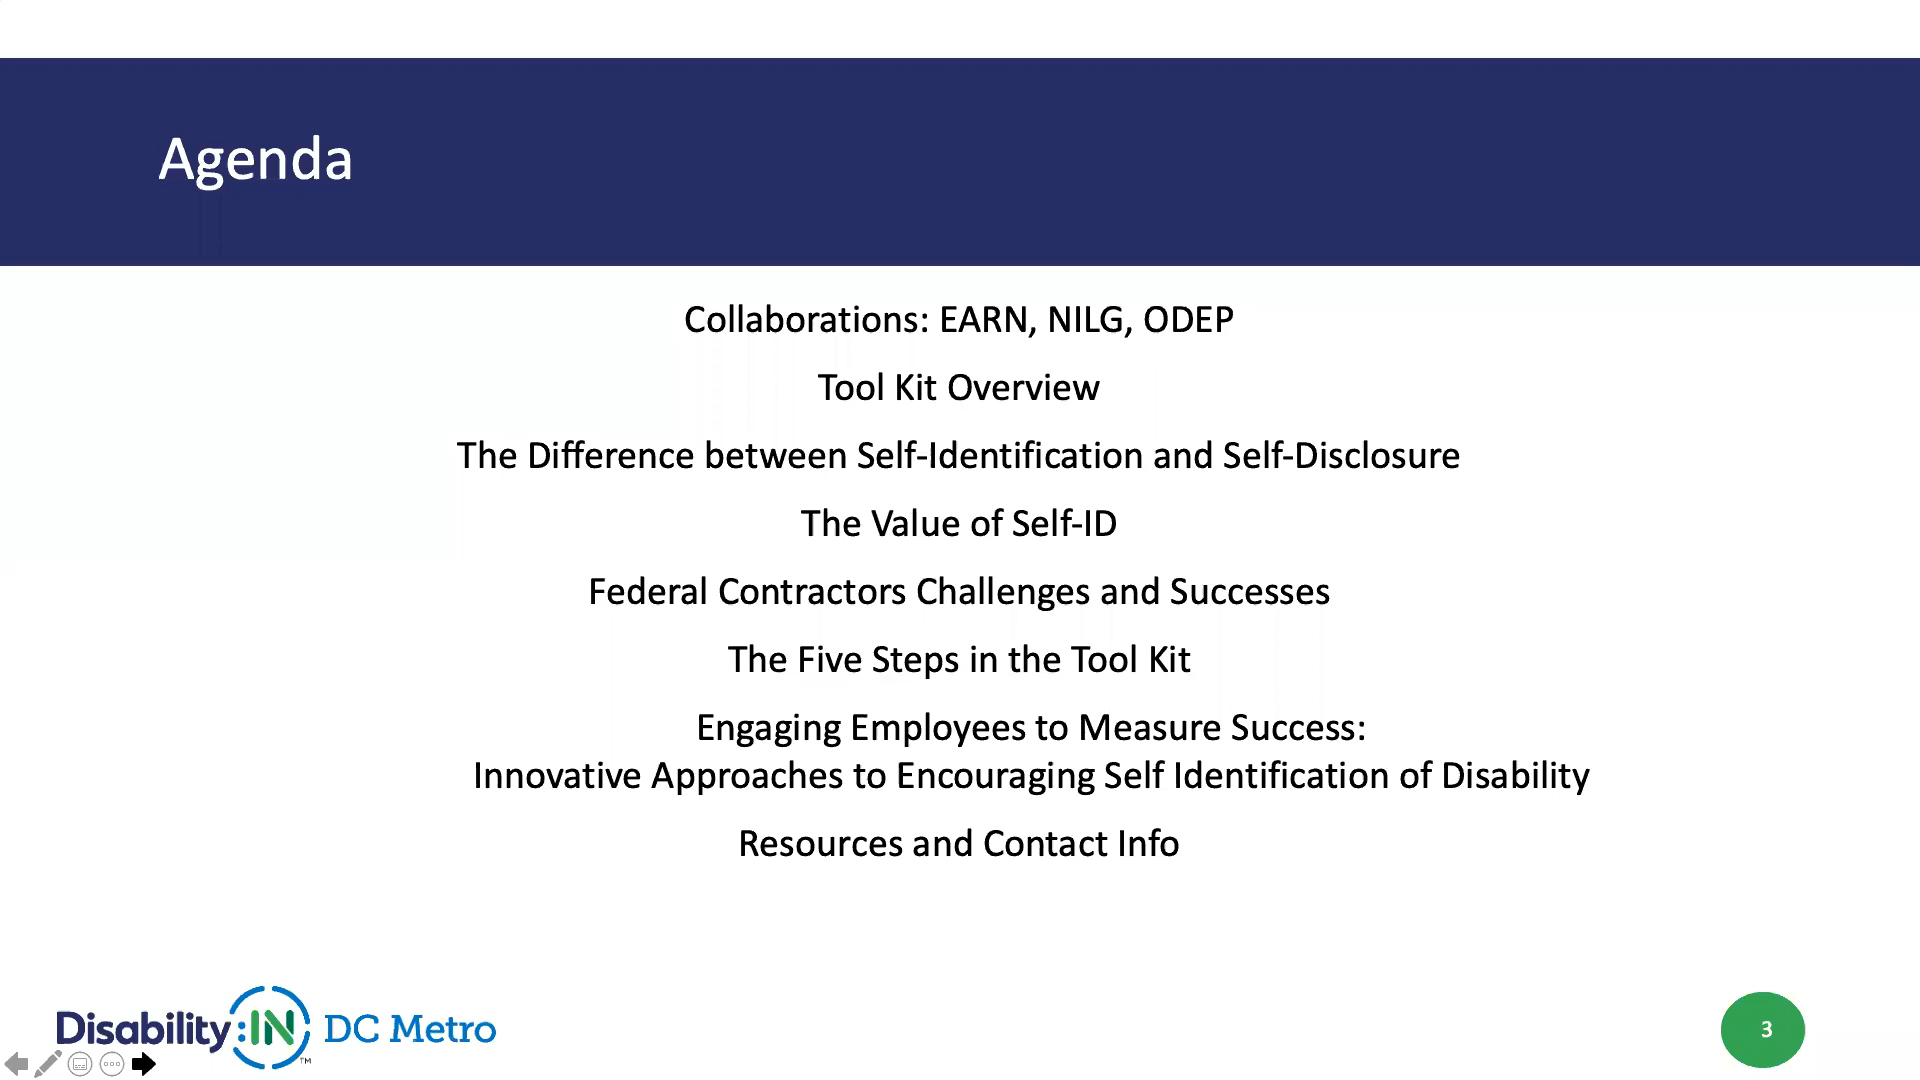 Agenda
Collaborations: EARN, NILG, ODEP
Tool Kit Overview
The Difference between Self-Identification and Self-Disclosure
The Value of Self-ID
Federal Contractors Challenges and Successes
The Five Steps in the Tool Kit
Engaging Employees to Measure Success:
Innovative Approaches to Encouraging Self Identification of Disability
Resources and Contact Info
Disability:IN DC Metro
TM
3